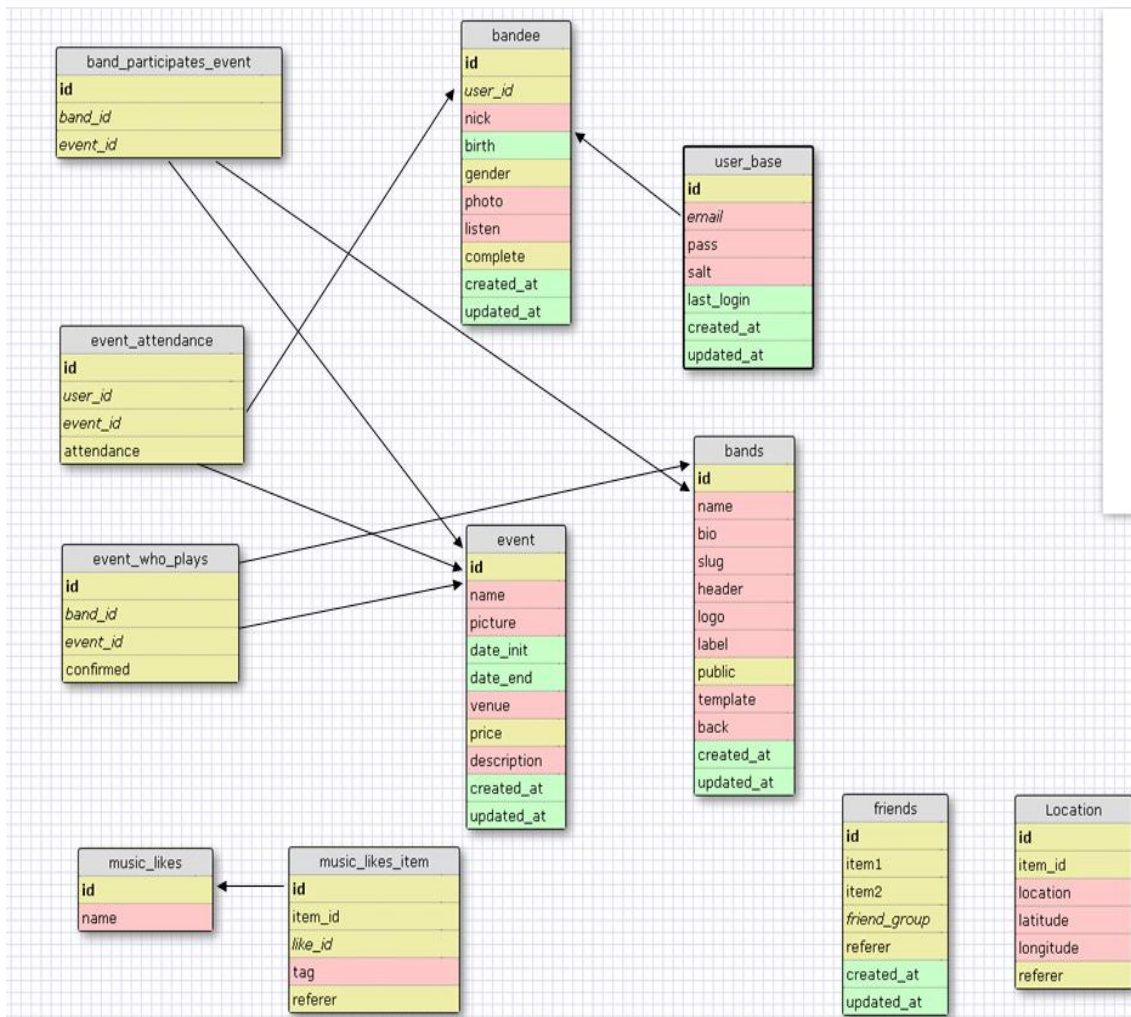 band_participates_event
id
band_id
event_id
bandee
id
user_id
nick
birth
gender
photo
listen
complete
created_at
updated_at
user_base
id
email
pass
salt
last_login
created_at
updated_at
event_attendance
id
user_id
event_id
attendance
bands
id
name
bio
slug
header
logo
label
public
template
back
created_at
updated_at
event_who_plays
id
band_id
event_id
confirmed
event
id
name
picture
date_init
date_end
venue
price
description
created_at
updated_at
music_likes
id
name
music_likes_item
id
item_id
like_id
tag
referer
friends
id
item1
item2
friend_group
referer
created_at
updated_at
Location
id
item_id
location
latitude
longitude
referer